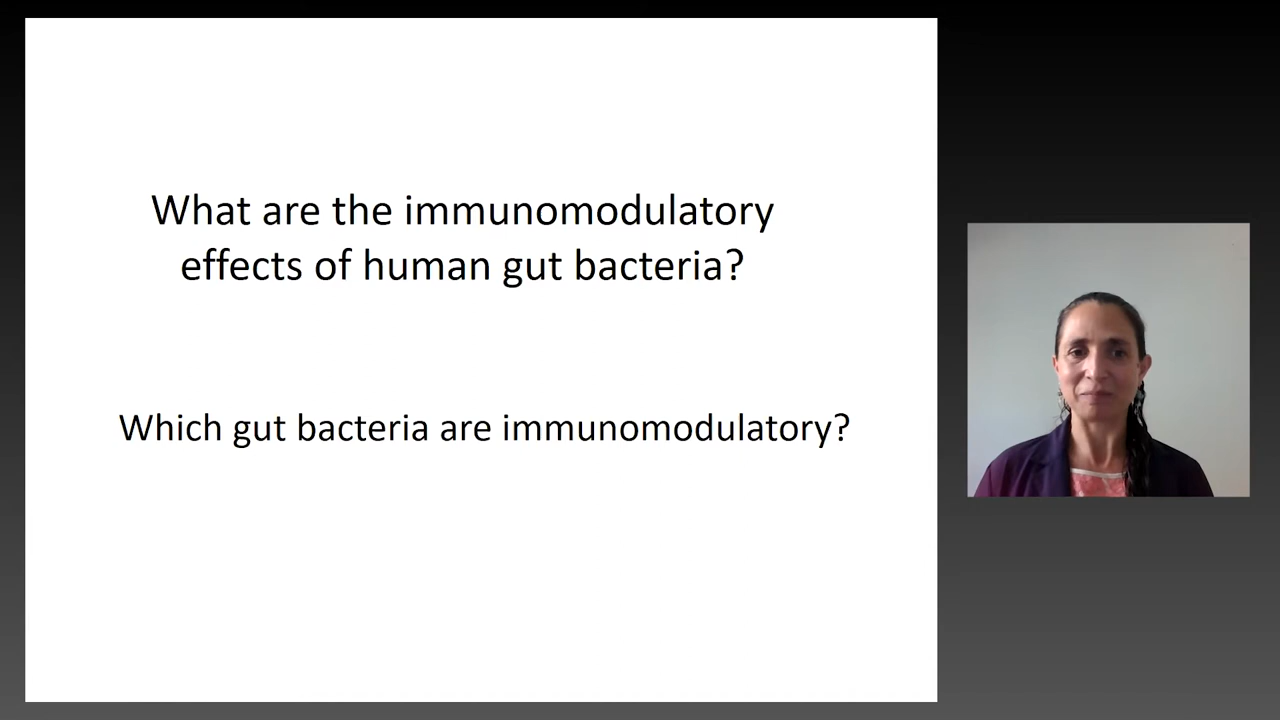 What are the immunomodulatory
effects of human gut bacteria?
Which gut bacteria are immunomodulatory?